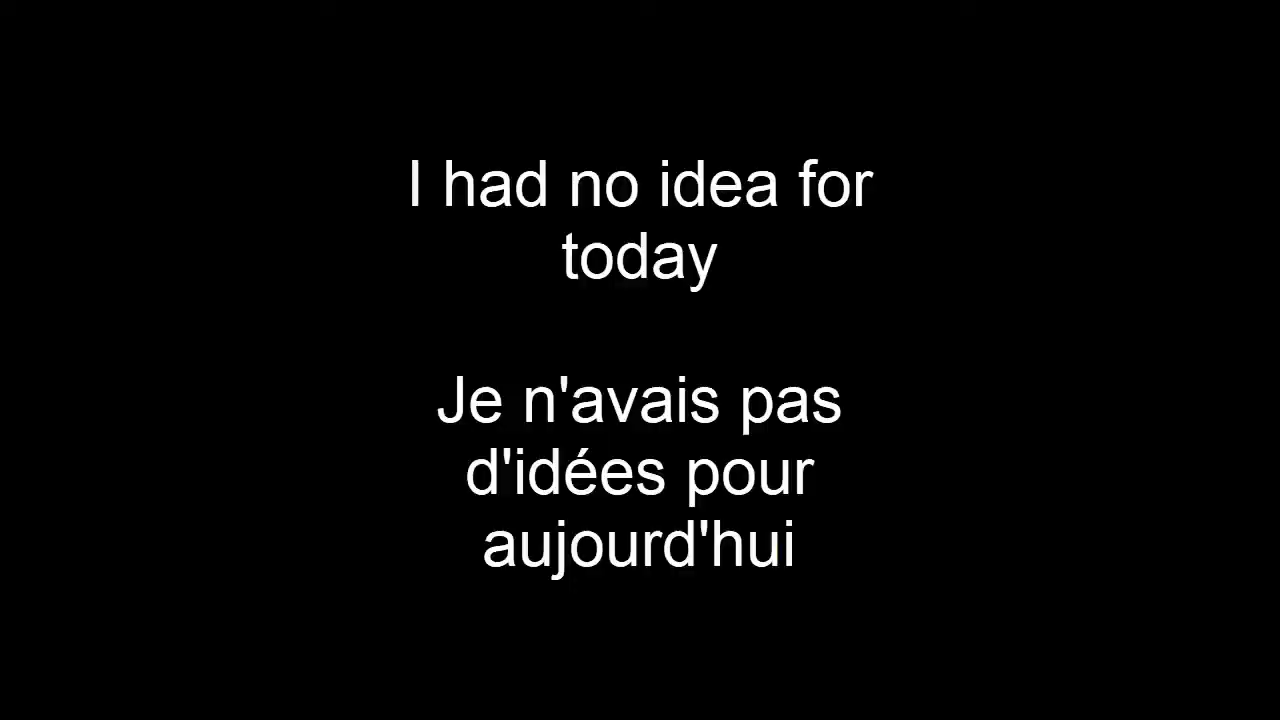 I had no idea for
today
Je n'avais pas
d'idées pour
aujourd'hui